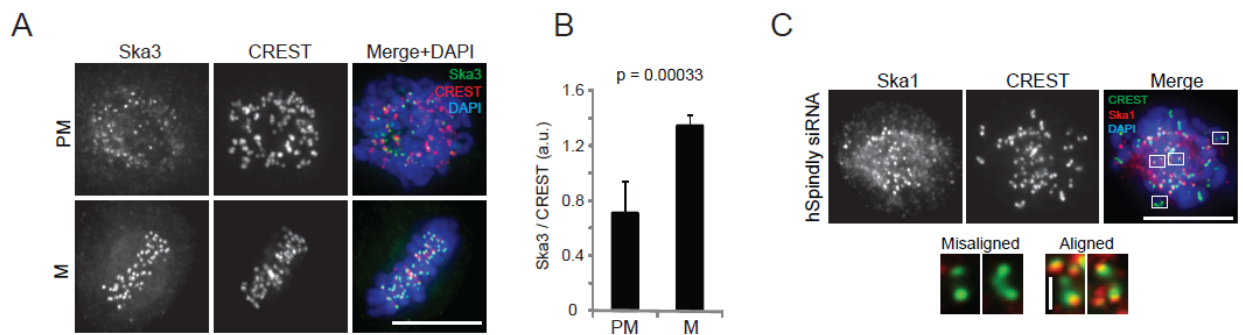 A
Ska3 CREST Merge+DAPI
Ska3
CREST
DAPI
PM
M
B
p = 0.00033
Ska3 / CREST (a.u.)
1.6
1.2
0.8
0.4
0
PM M
C
Ska1 CREST Merge
hSpindly siRNA
CREST
Ska1
DAPI
Misaligned Aligned